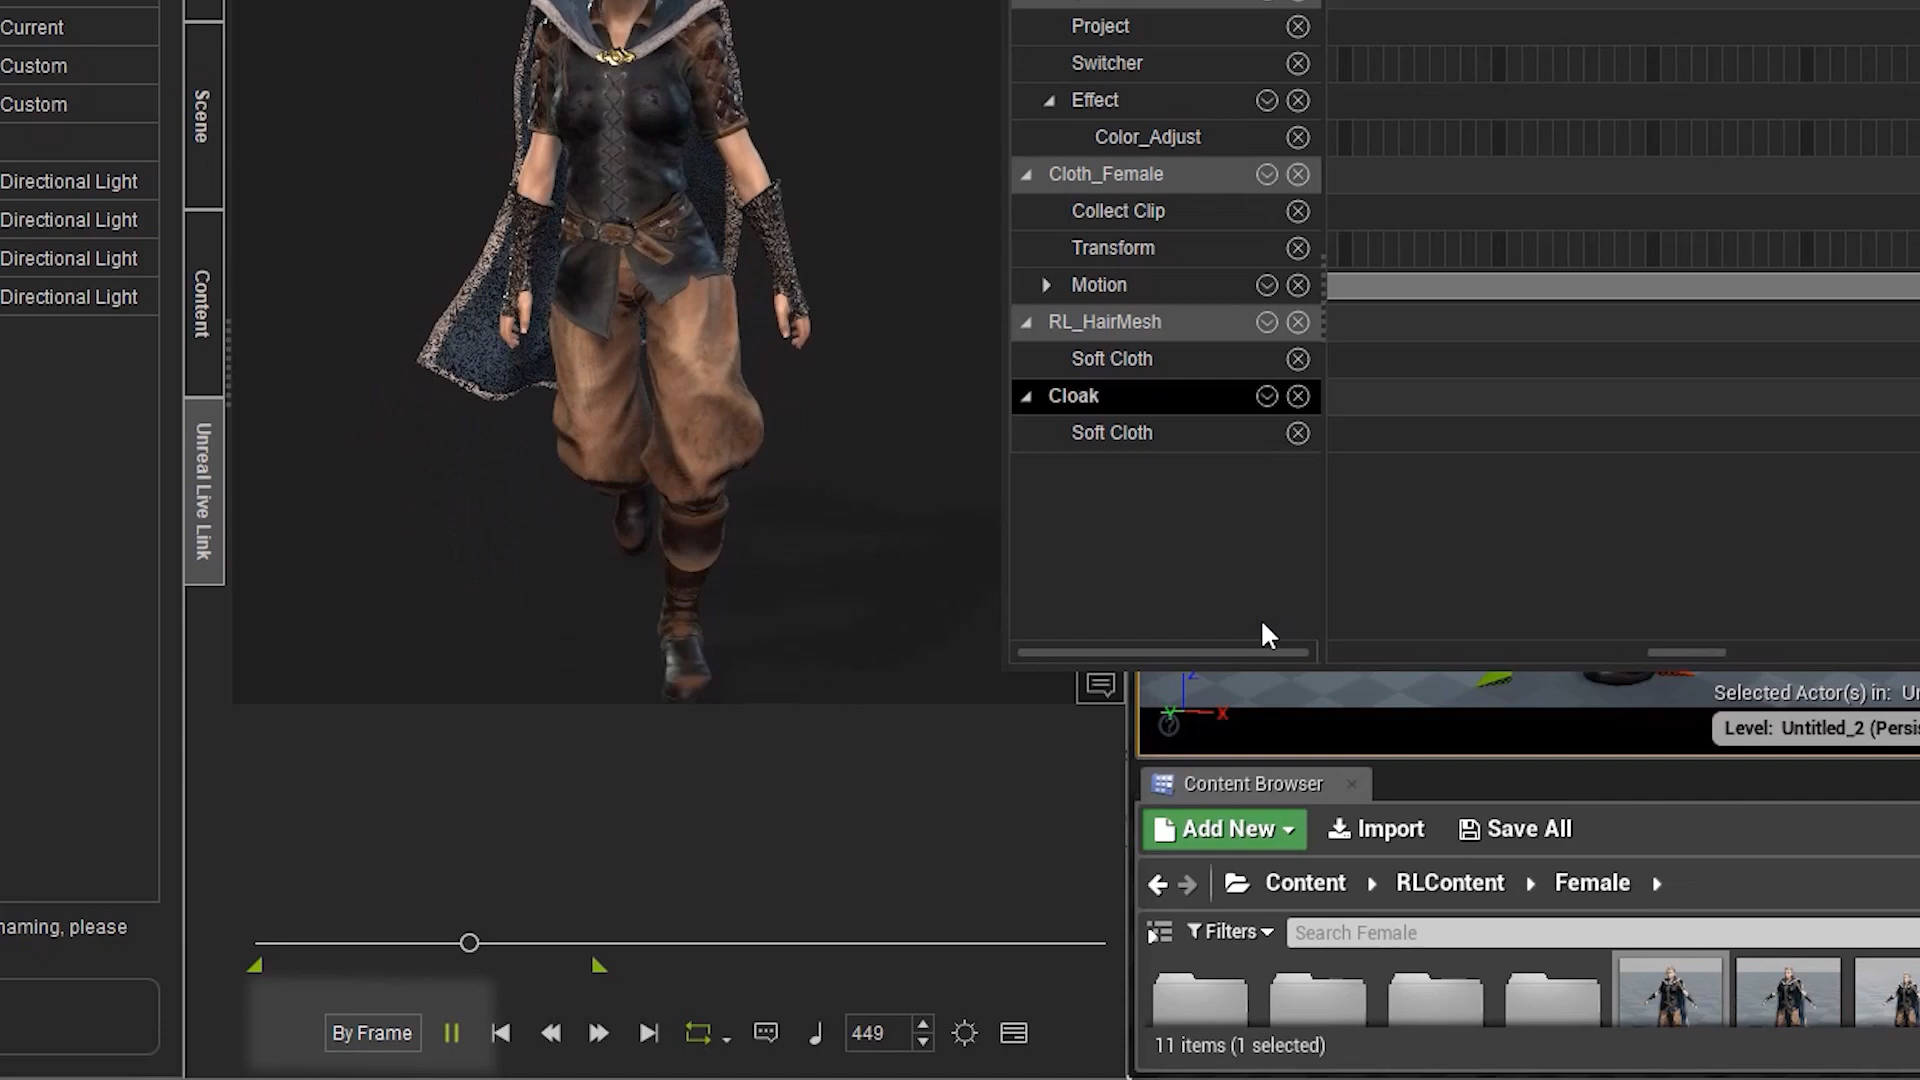 Current
Custom
Custom
Directional Light
Directional Light
Directional Light
Directional Light
naming, please
Scene
Content
Unreal Live Link
Project
Switcher
Effect
Color_Adjust
Cloth_Female
Collect Clip
Transform
Motion
RL_HairMesh
Soft Cloth
Cloak
Soft Cloth
By Frame
449
Z
Y
X
Selected Actor(s) in: Un
Level: Untitled_2 (Persis
Content Browser
Add New
Import
Save All
Content
RLContent
Female
Filters
Search Female
11 items (1 selected)